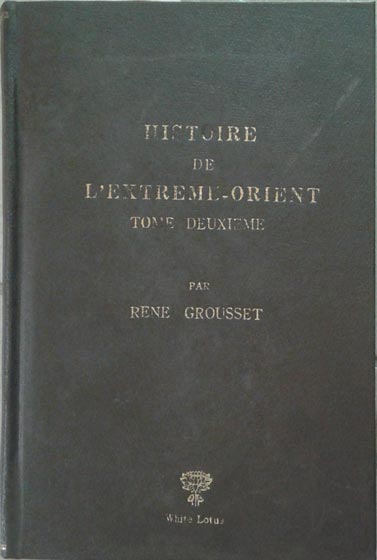 HISTOIRE
DE
L'EXTREME-ORIENT
TOME DEUXIEME
PAR
RENE GROUSSET
White Lotus